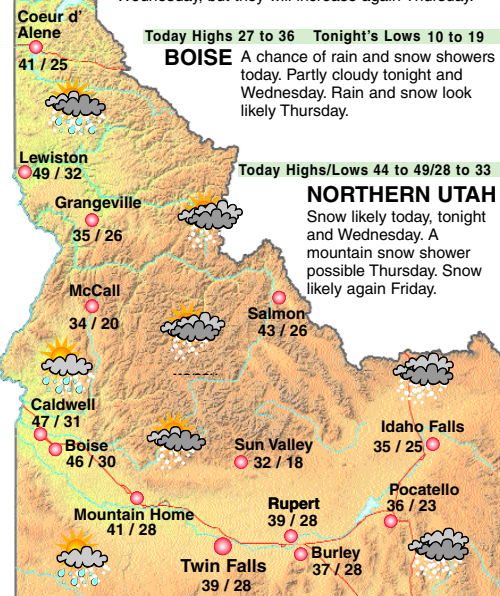 Wednesday, but they will increase again Thursday.
Coeur d'
Alene
41 / 25
Today Highs 27 to 36 Tonight's Lows 10 to 19
BOISE
A chance of rain and snow showers
today. Partly cloudy tonight and
Wednesday. Rain and snow look
likely Thursday.
Lewiston
49 / 32
Today Highs/Lows 44 to 49/28 to 33
NORTHERN UTAH
Snow likely today, tonight
and Wednesday. A
mountain snow shower
possible Thursday. Snow
likely again Friday.
Grangeville
35 / 26
McCall
34 / 20
Salmon
43 / 26
Caldwell
47 / 31
Boise
46 / 30
Sun Valley
32 / 18
Idaho Falls
35 / 25
Mountain Home
41 / 28
Rupert
39 / 28
Pocatello
36 / 23
Twin Falls
39 / 28
Burley
37 / 28